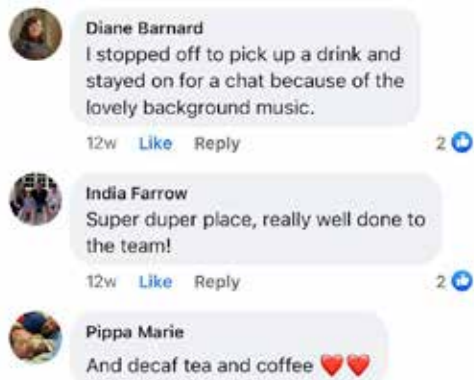 Diane Barnard
I stopped off to pick up a drink and
stayed on for a chat because of the
lovely background music.
12w Like Reply 2
India Farrow
Super duper place, really well done to
the team!
12w Like Reply 2
Pippa Marie
And decaf tea and coffee ❤️❤️